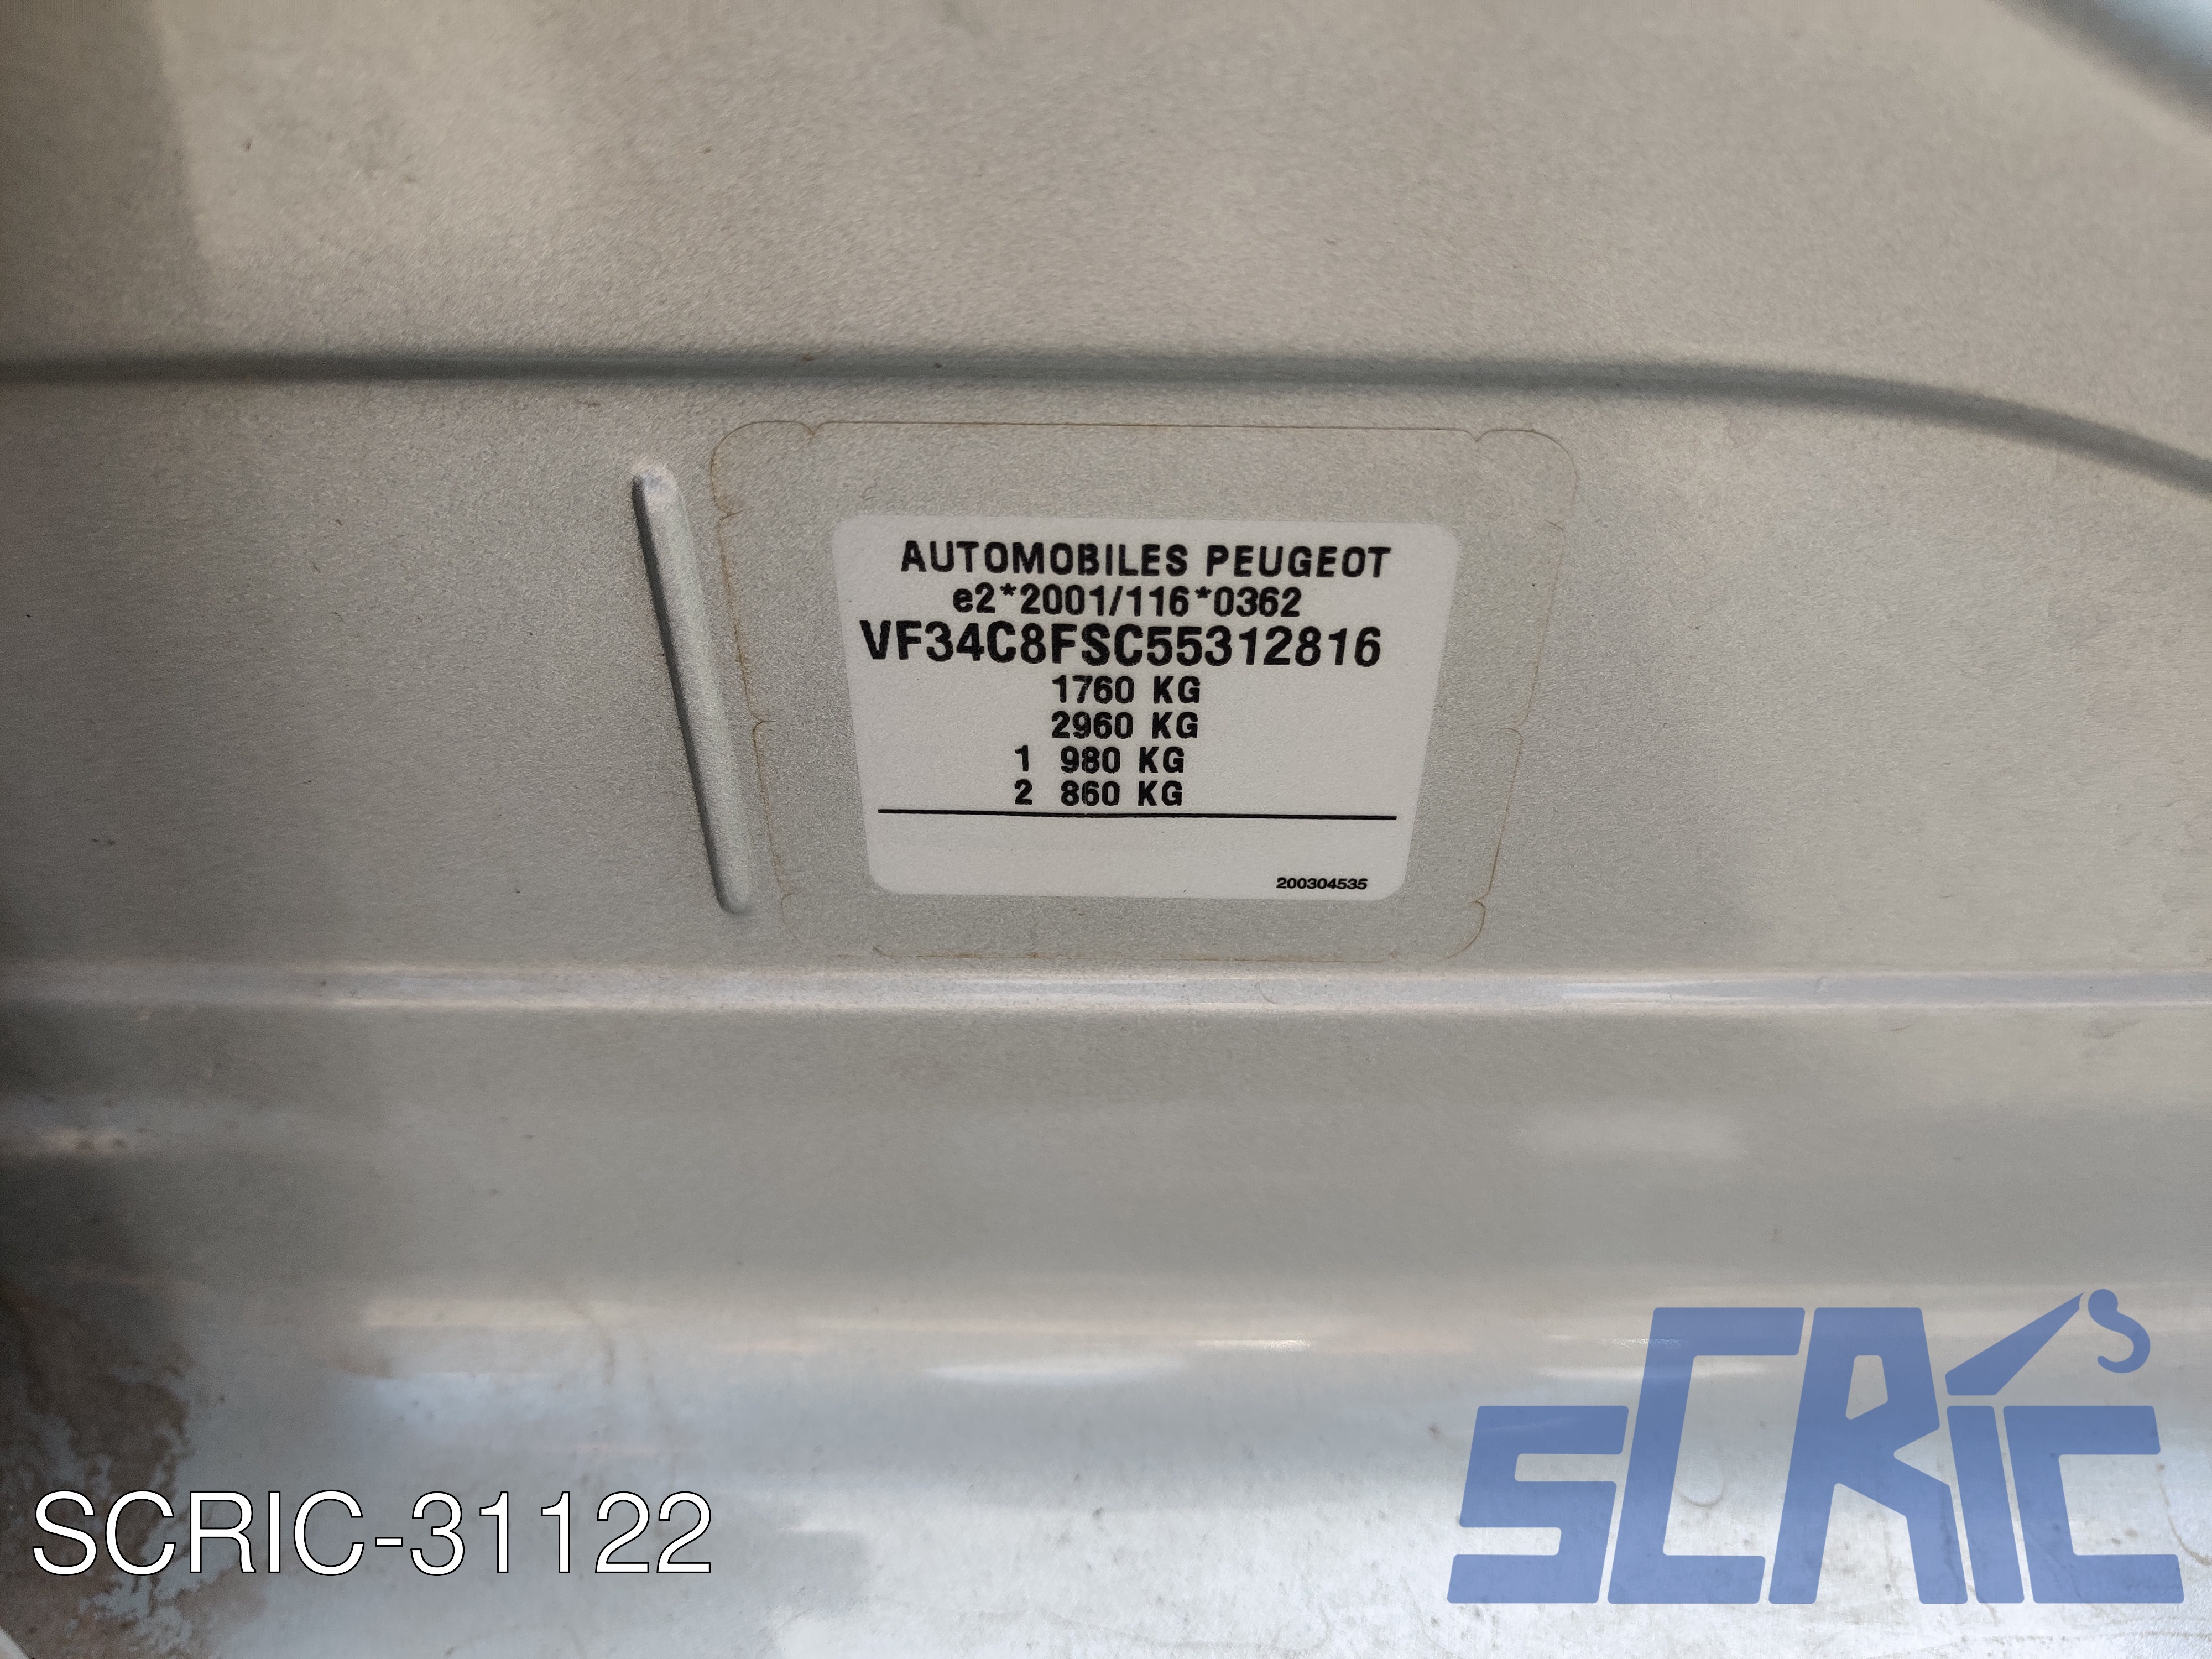 AUTOMOBILES PEUGEOT
e2*2001/116*0362
VF34C8FSC55312816
1760 KG
2960 KG
1 980 KG
2 860 KG
200304535
SCRIC-31122
SCRIC